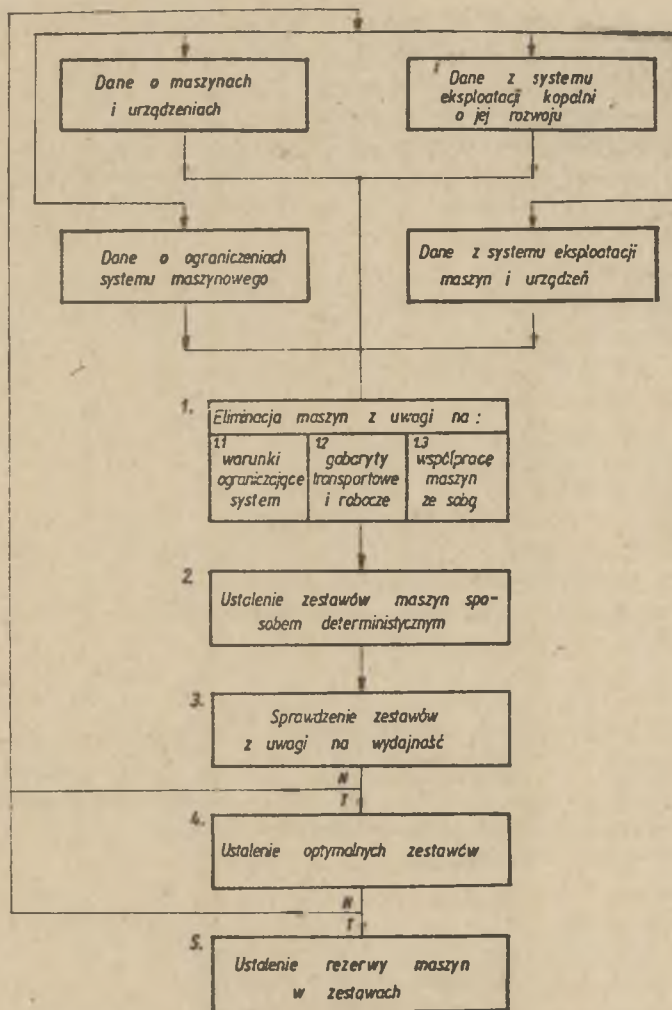 Dane o maszynach
i urządzeniach
Dane z systemu
eksploatacji kopalni
o jej rozwoju
Dane o ograniczeniach
systemu maszynowego
Dane z systemu eksploatacji
maszyn i urządzeń
1.
Eliminacja maszyn z uwagi na :
1.1
warunki
ograniczające
system
1.2
gabaryty
transportowe
i robocze
1.3
współpracę
maszyn
ze sobą
2.
Ustalenie zestawów maszyn spo-
sobem deterministycznym
3.
Sprawdzenie zestawów
z uwagi na wydajność
N
T
4.
Ustalenie optymalnych zestawów
N
T
5.
Ustalenie rezerwy maszyn
w zestawach